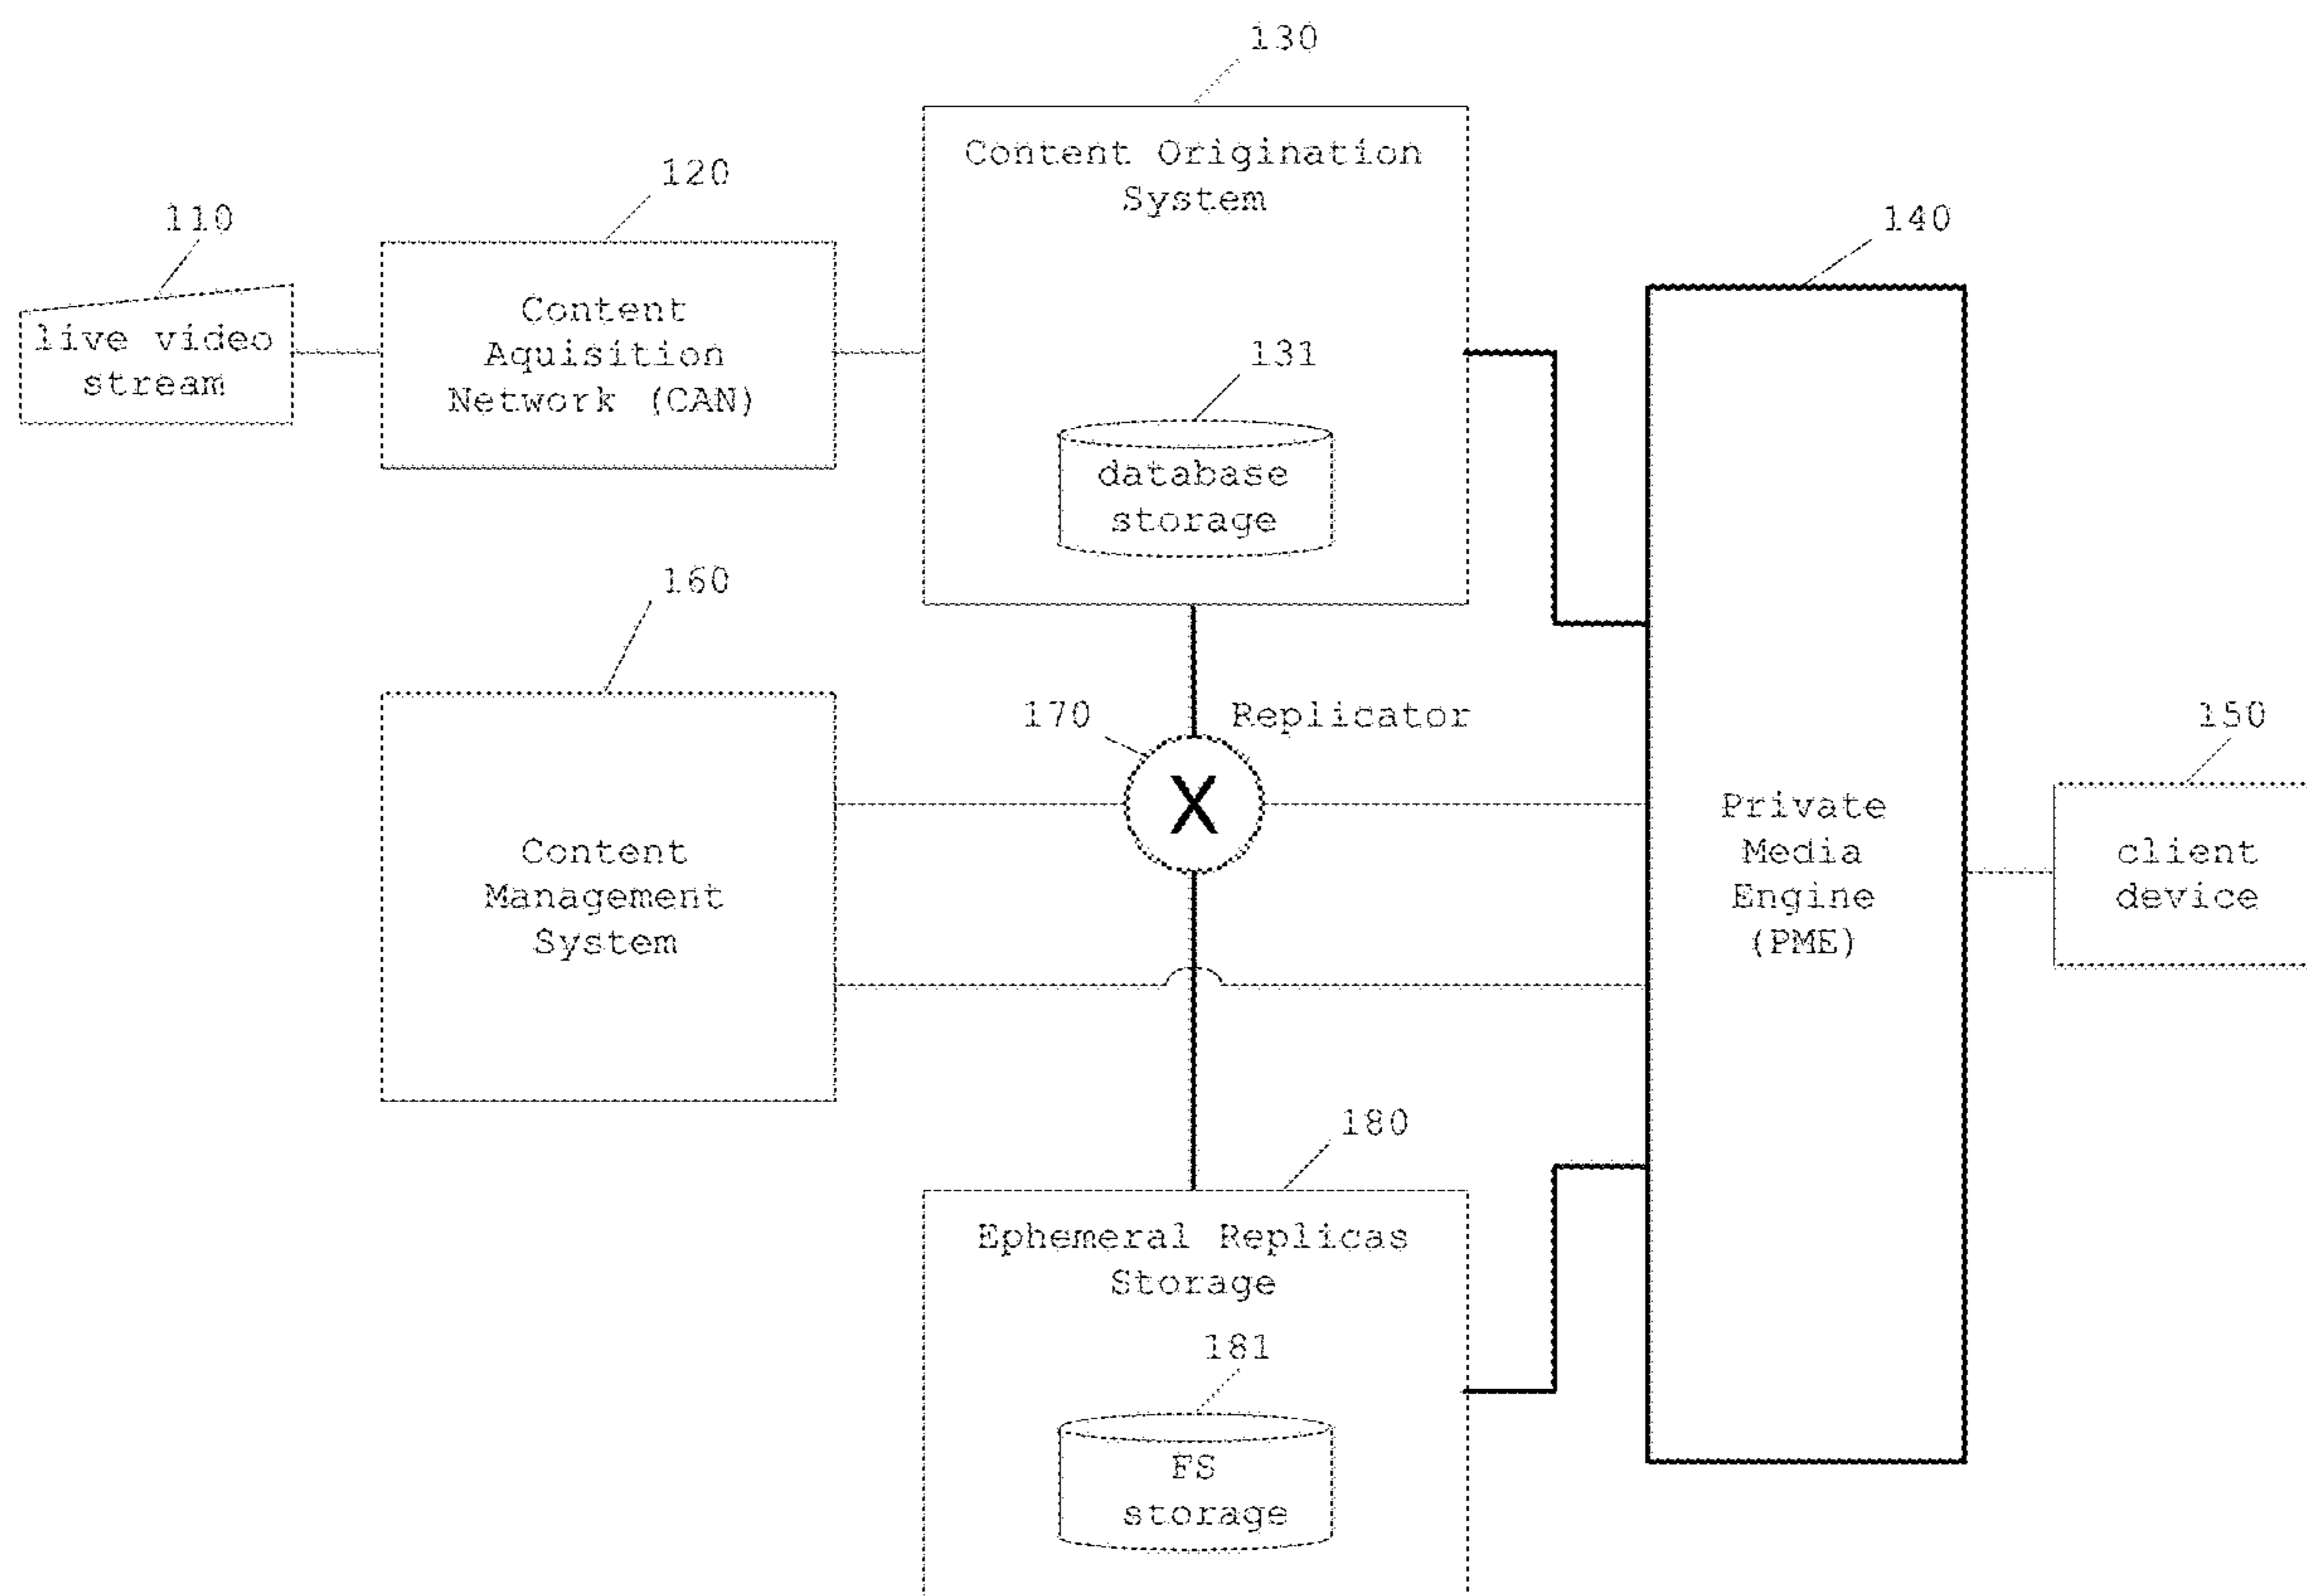 130
Content Origination
System
120
110
140
Content
Aquisition
Network (CAN)
live video
stream
131
database
storage
160
170
Replicator
150
X
Content
Management
System
Private
Media
Engine
(PME)
client
device
180
Ephemeral Replicas
Storage
181
FS
storage